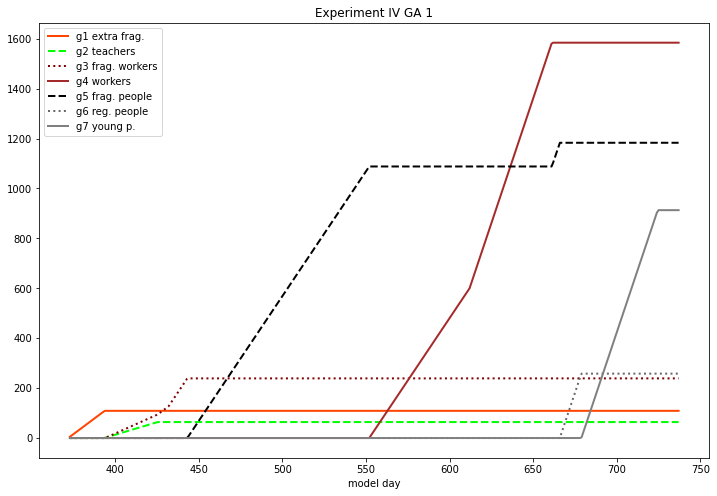 Experiment IV GA 1
g1 extra frag.
g2 teachers
g3 frag. workers
g4 workers
g5 frag. people
g6 reg. people
g7 young p.
1600
1400
1200
1000
800
600
400
200
0
400 450 500 550 600 650 700 750
model day